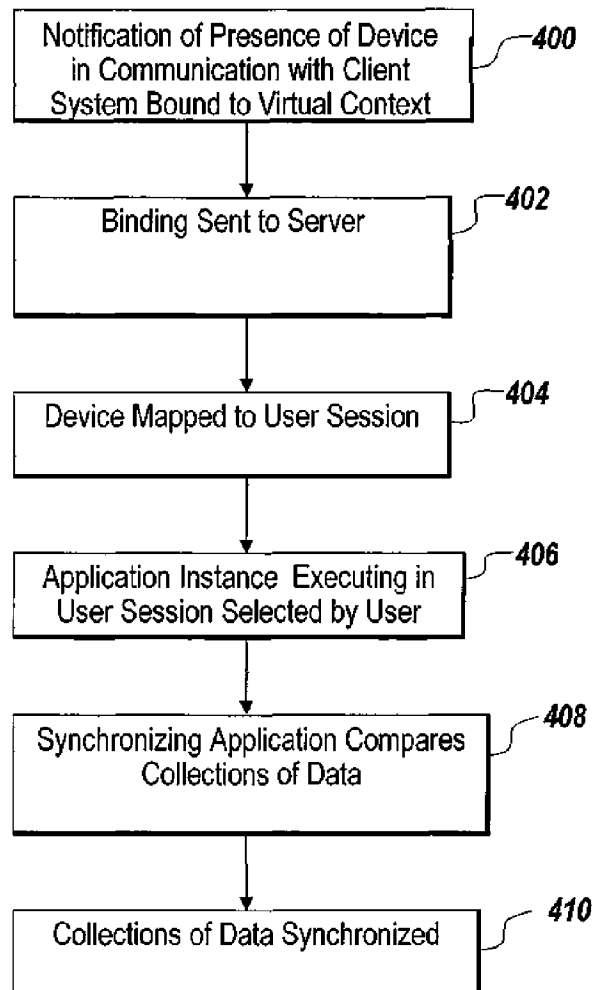 Notification of Presence of Device
in Communication with Client
System Bound to Virtual Context
400
Binding Sent to Server
402
Device Mapped to User Session
404
Application Instance Executing in
User Session Selected by User
406
Synchronizing Application Compares
Collections of Data
408
Collections of Data Synchronized
410